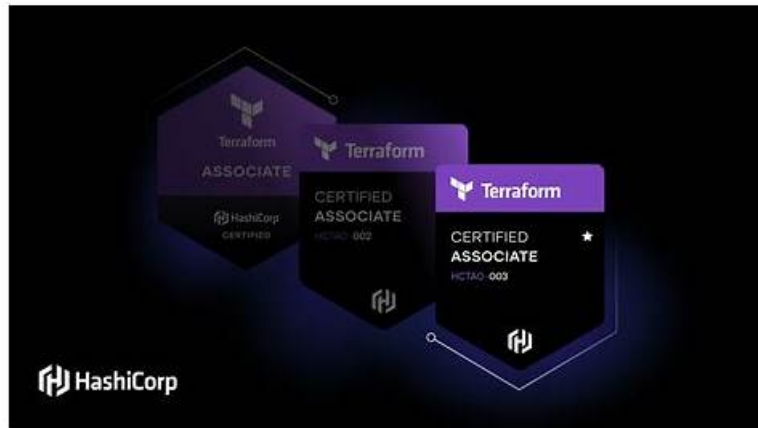 Terraform
ASSOCIATE
HashiCorp
CERTIFIED
Terraform
CERTIFIED
ASSOCIATE
HCTAO-002
Terraform
CERTIFIED
ASSOCIATE
HCTAO-003
HashiCorp